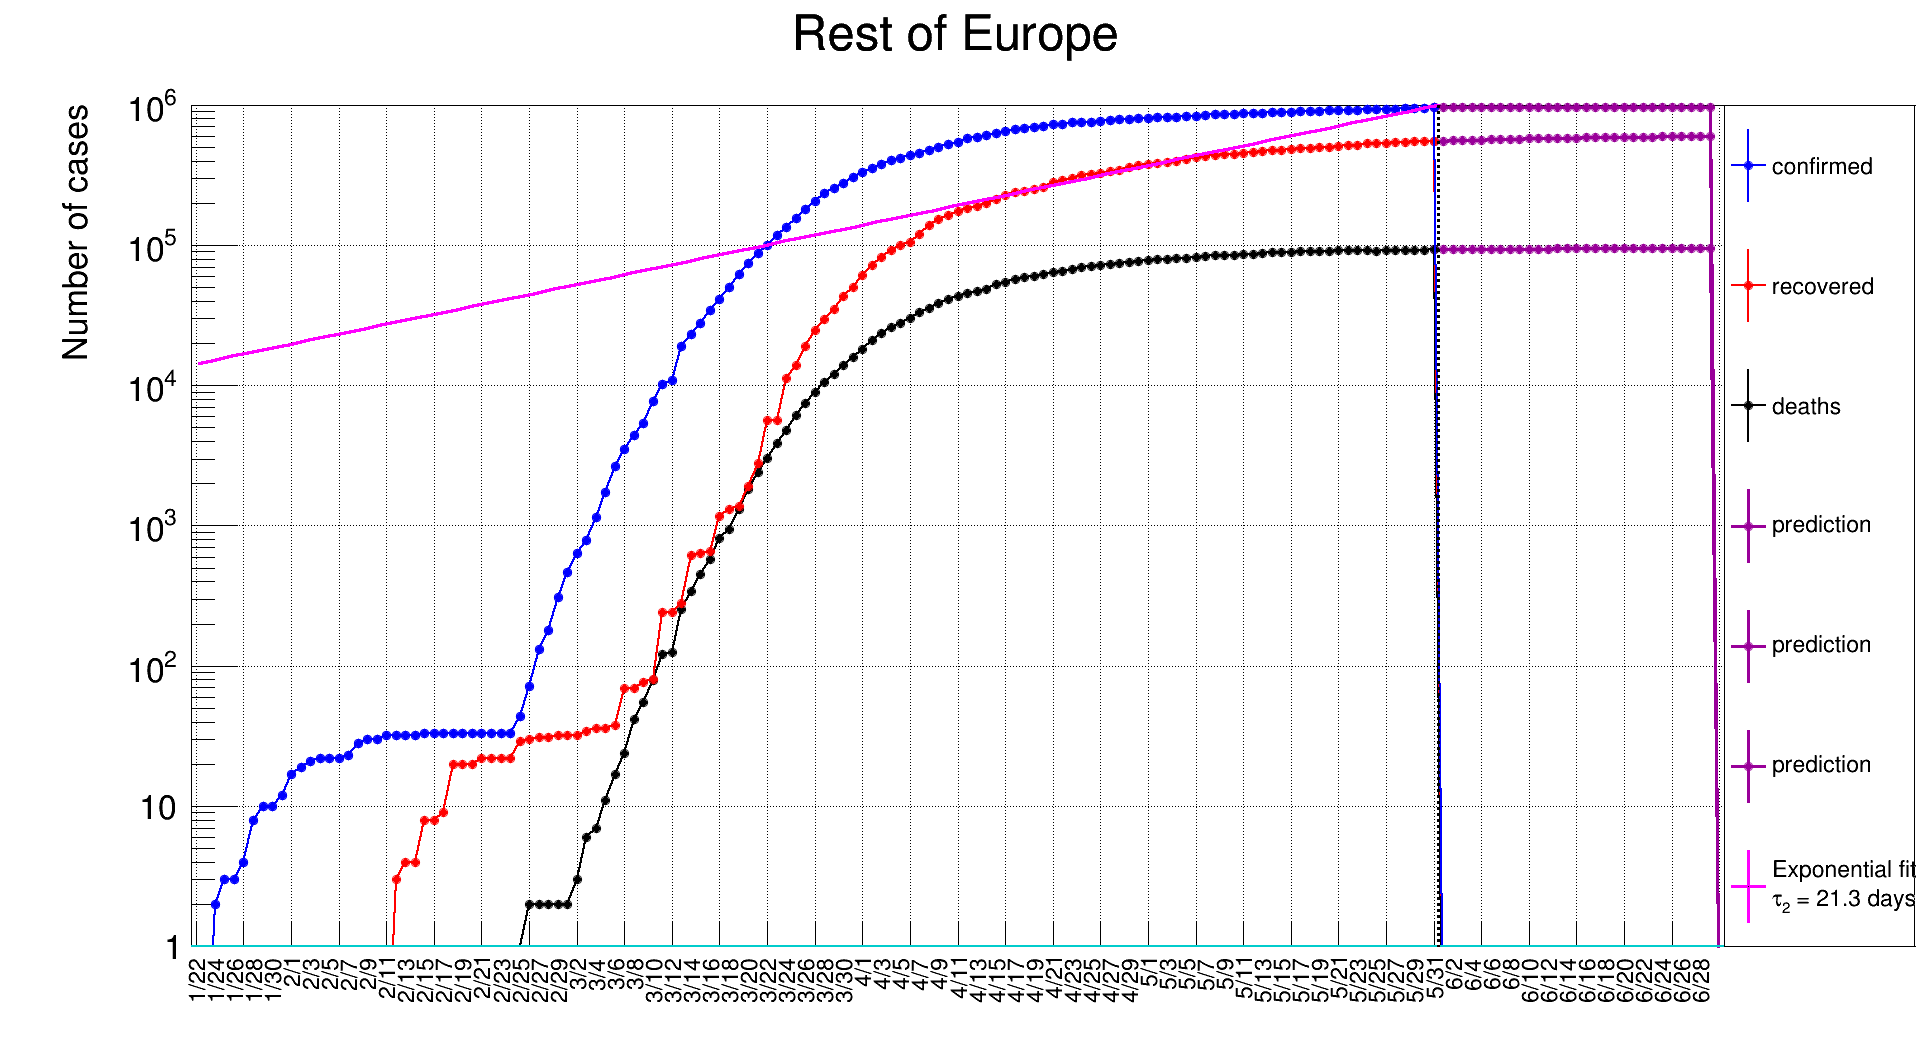 Rest of Europe
Number of cases
10^6
10^5
10^4
10^3
10^2
10
1
1/22 1/24 1/26 1/28 1/30 2/1 2/3 2/5 2/7 2/9 2/11 2/13 2/15 2/17 2/19 2/21 2/23 2/25 2/27 2/29 3/2 3/4 3/6 3/8 3/10 3/12 3/14 3/16 3/18 3/20 3/22 3/24 3/26 3/28 3/30 4/1 4/3 4/5 4/7 4/9 4/11 4/13 4/15 4/17 4/19 4/21 4/23 4/25 4/27 4/29 5/1 5/3 5/5 5/7 5/9 5/11 5/13 5/15 5/17 5/19 5/21 5/23 5/25 5/27 5/29 5/31 6/2 6/4 6/6 6/8 6/10 6/12 6/14 6/16 6/18 6/20 6/22 6/24 6/26 6/28
confirmed
recovered
deaths
prediction
prediction
prediction
Exponential fit
τ₂ = 21.3 days